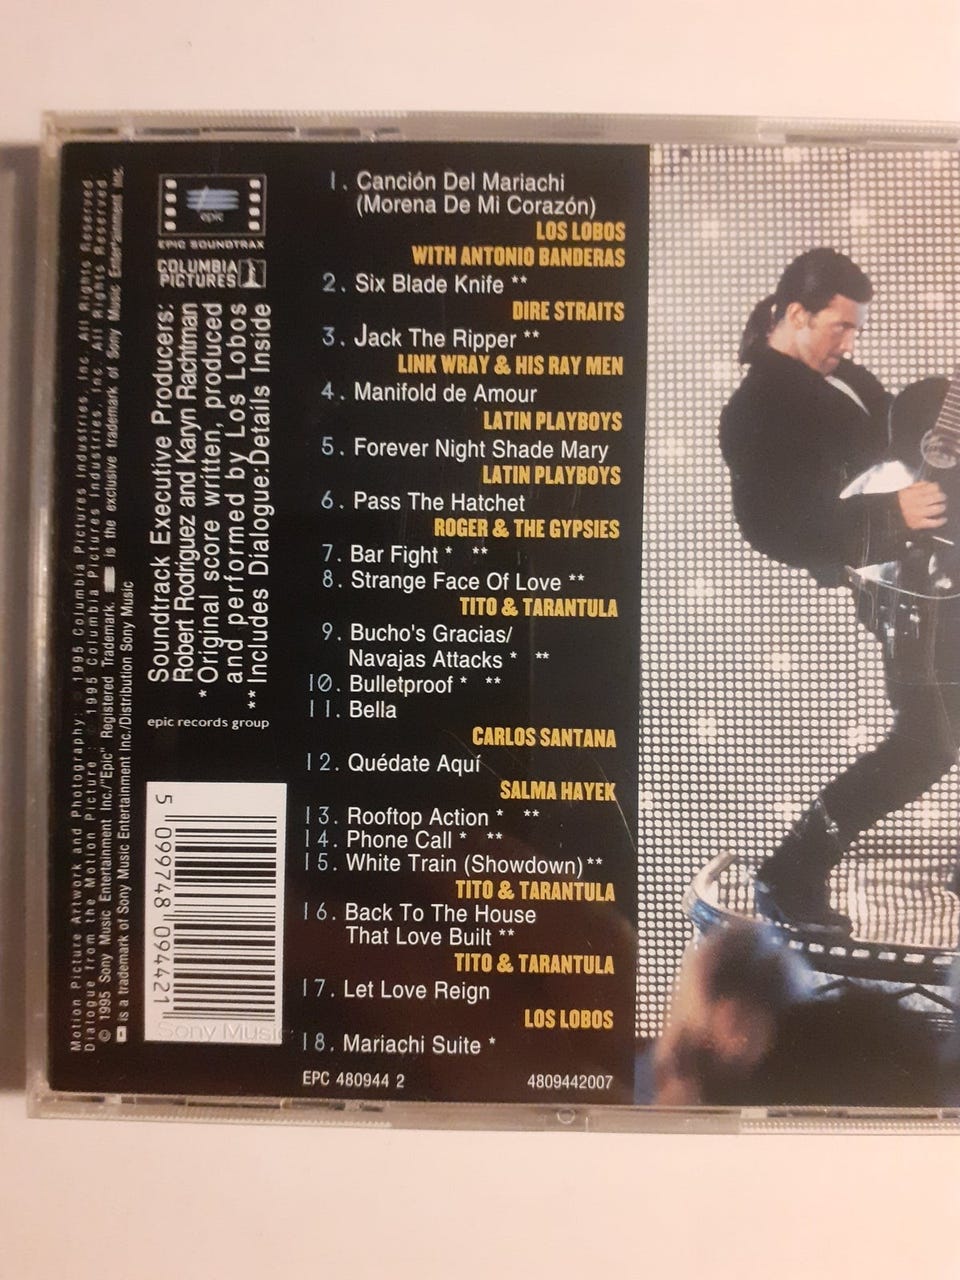 1. Canción Del Mariachi
(Morena De Mi Corazón)
LOS LOBOS
WITH ANTONIO BANDERAS
2. Six Blade Knife **
DIRE STRAITS
3. Jack The Ripper **
LINK WRAY & HIS RAY MEN
4. Manifold de Amour
LATIN PLAYBOYS
5. Forever Night Shade Mary
LATIN PLAYBOYS
6. Pass The Hatchet
ROGER & THE GYPSIES
7. Bar Fight * **
8. Strange Face Of Love **
TITO & TARANTULA
9. Bucho's Gracias/
Navajas Attacks * **
10. Bulletproof * **
11. Bella
CARLOS SANTANA
12. Quédate Aquí
SALMA HAYEK
13. Rooftop Action * **
14. Phone Call * **
15. White Train (Showdown)**
TITO & TARANTULA
16. Back To The House
That Love Built **
TITO & TARANTULA
17. Let Love Reign
LOS LOBOS
18. Mariachi Suite *
EPC 480944 2 4809442007
epic
EPIC SOUNDTRAX
COLUMBIA
PICTURES
Soundtrack Executive Producers:
Robert Rodriguez and Karyn Rachtman
* Original score written, produced
and performed by Los Lobos
** Includes Dialogue: Details Inside
epic records group
5 099748 094421
Sony Music
Motion Picture Artwork and Photography: © 1995 Columbia Pictures Industries, Inc. All Rights Reserved
Dialogue from the Motion Picture: 1995 Columbia Pictures Industries, Inc. All Rights Reserved
© 1995 Sony Music Entertainment Inc./"Epic" Registered Trademark. is the exclusive trademark of Sony Music Entertainment Inc.
is a trademark of Sony Music Entertainment Inc./Distribution Sony Music